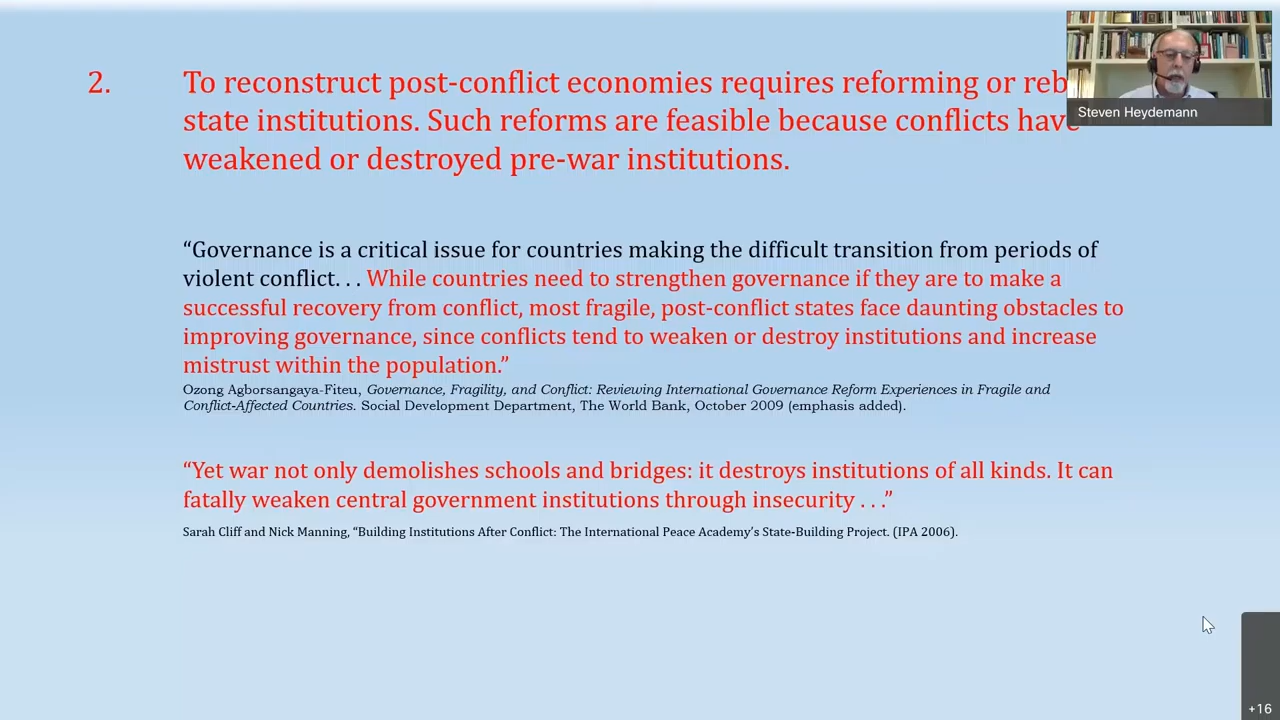 2. To reconstruct post-conflict economies requires reforming or reb
state institutions. Such reforms are feasible because conflicts have
weakened or destroyed pre-war institutions.
Steven Heydemann
“Governance is a critical issue for countries making the difficult transition from periods of
violent conflict. . . While countries need to strengthen governance if they are to make a
successful recovery from conflict, most fragile, post-conflict states face daunting obstacles to
improving governance, since conflicts tend to weaken or destroy institutions and increase
mistrust within the population.”
Ozong Agborsangaya-Fiteu, Governance, Fragility, and Conflict: Reviewing International Governance Reform Experiences in Fragile and
Conflict-Affected Countries. Social Development Department, The World Bank, October 2009 (emphasis added).
“Yet war not only demolishes schools and bridges: it destroys institutions of all kinds. It can
fatally weaken central government institutions through insecurity . . .”
Sarah Cliff and Nick Manning, “Building Institutions After Conflict: The International Peace Academy’s State-Building Project. (IPA 2006).
+16